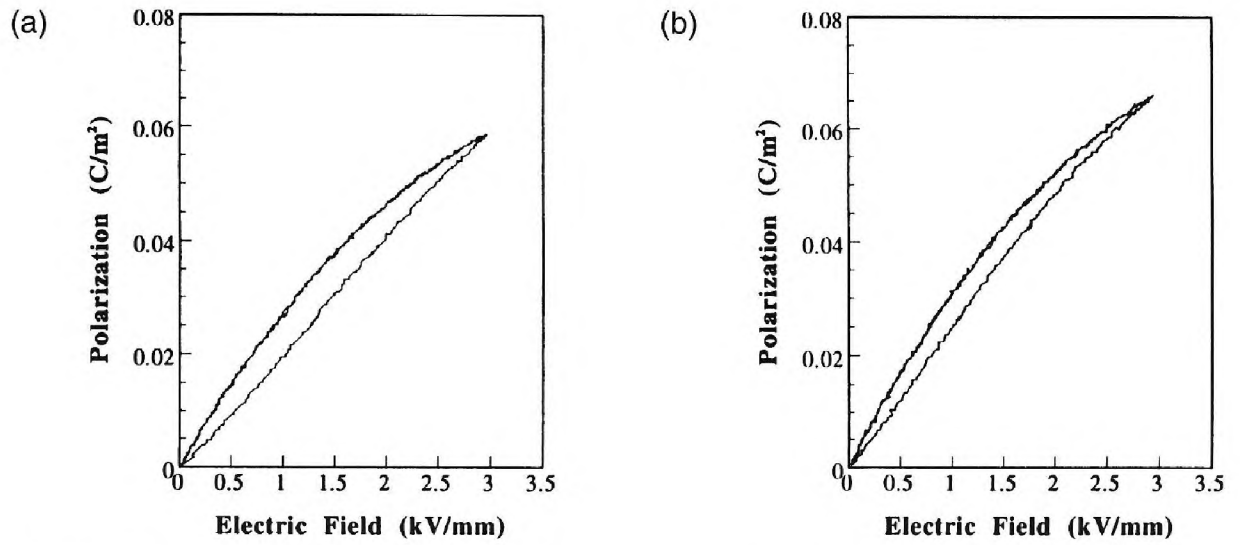 (a)
0.08
0.06
0.04
0.02
0
Polarization (C/m²)
0 0.5 1 1.5 2 2.5 3 3.5
Electric Field (kV/mm)
(b)
0.08
0.06
0.04
0.02
0
Polarization (C/m²)
0 0.5 1 1.5 2 2.5 3 3.5
Electric Field (kV/mm)